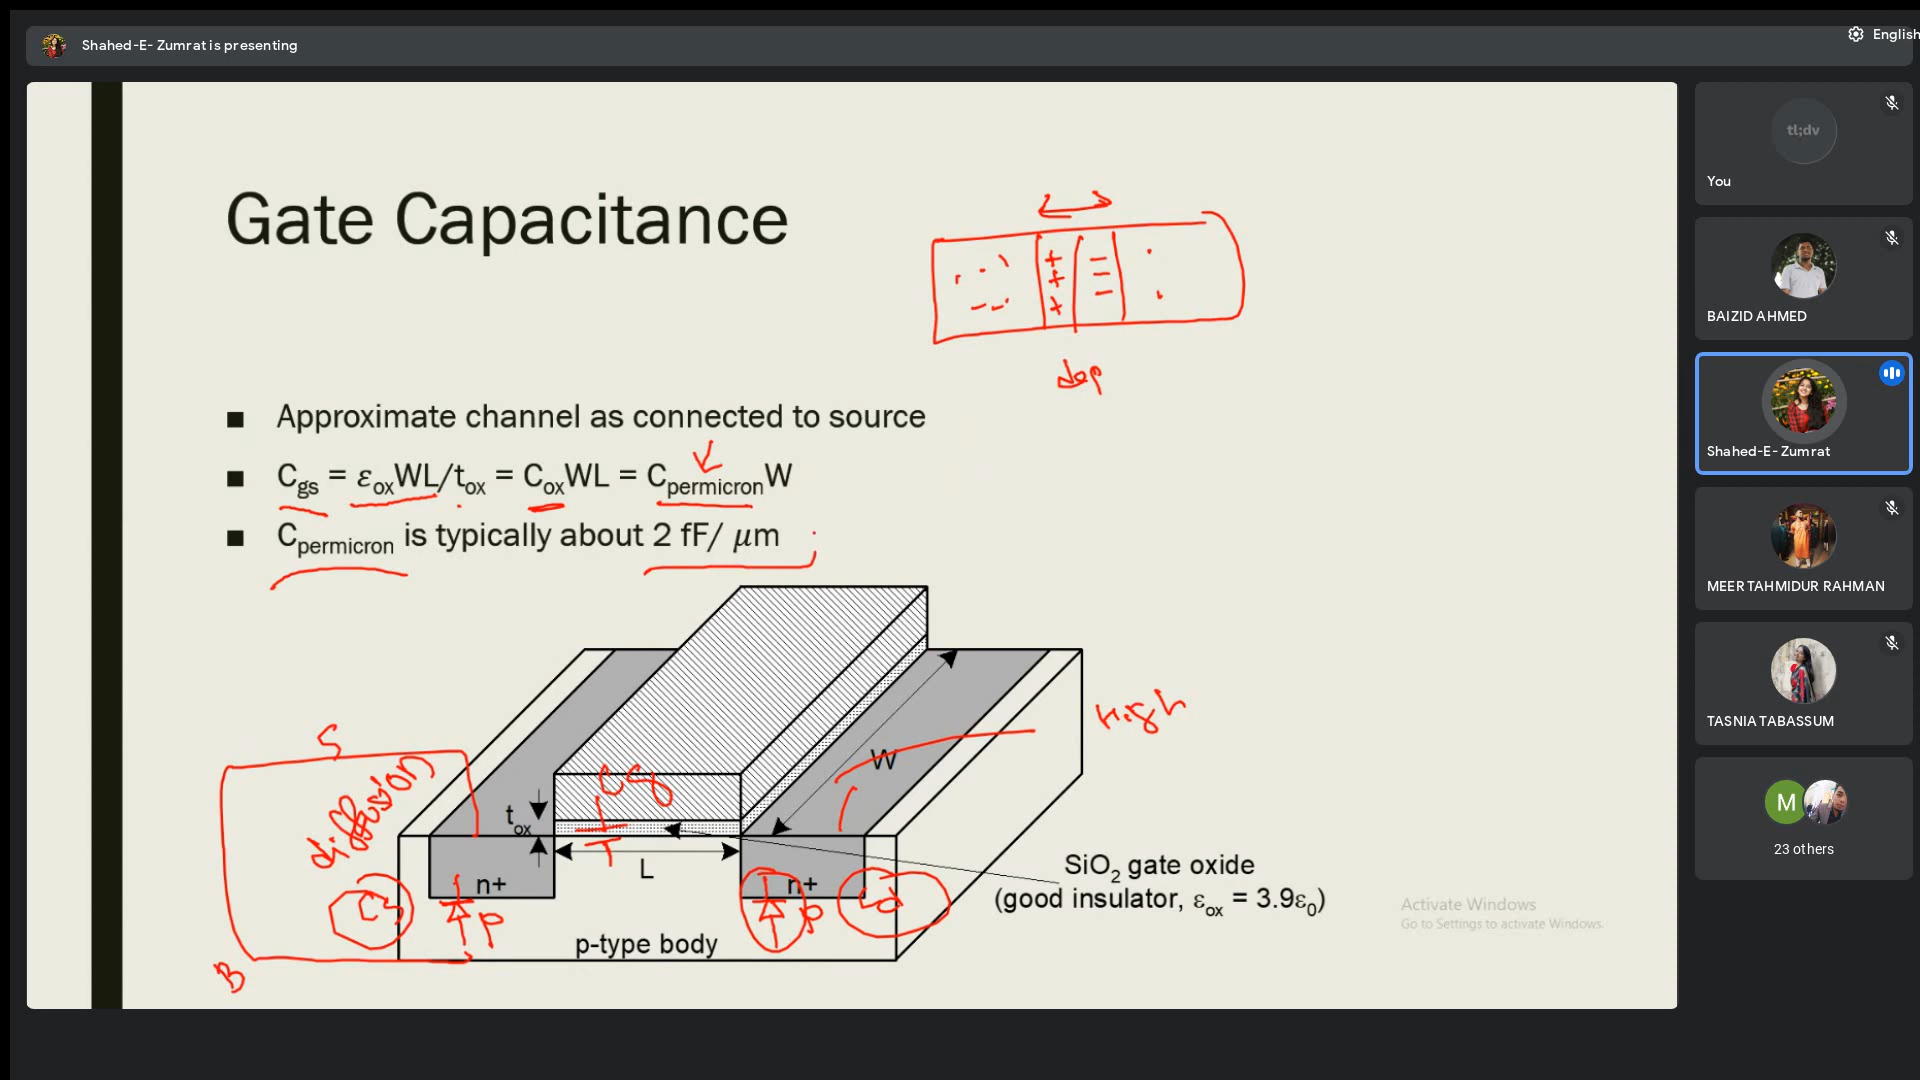 Shahed-E- Zumrat is presenting
English
Gate Capacitance
dep
■ Approximate channel as connected to source
■ Cgs = εoxWL/tox = CoxWL = CpermicronW
■ Cpermicron is typically about 2 fF/ μm
High
S
diffusion
W
Cg
tox
L
n+
n+
Cs
p
p
Cd
SiO2 gate oxide
(good insulator, εox = 3.9ε0)
p-type body
B
Activate Windows
Go to Settings to activate Windows.
tl;dv
You
BAIZID AHMED
Shahed-E- Zumrat
MEER TAHMIDUR RAHMAN
TASNIA TABASSUM
M
23 others